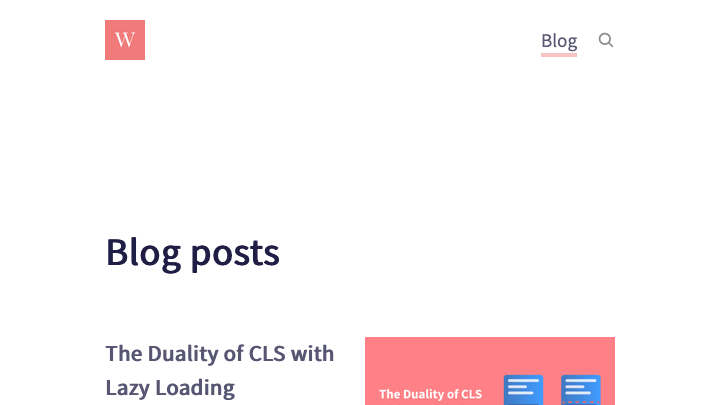 W
Blog
Blog posts
The Duality of CLS with
Lazy Loading
The Duality of CLS